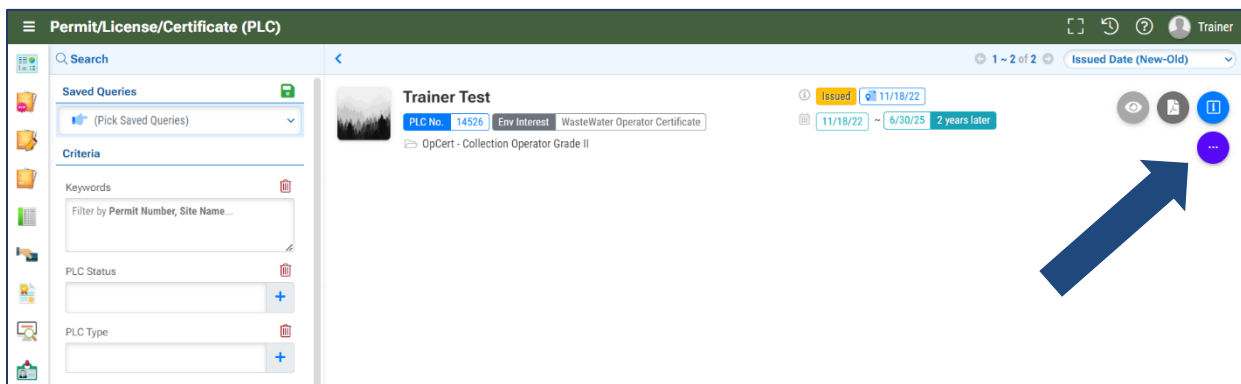 Permit/License/Certificate (PLC)
Trainer
Search
1 ~ 2 of 2
Issued Date (New-Old)
Saved Queries
(Pick Saved Queries)
Criteria
Keywords
Filter by Permit Number, Site Name...
PLC Status
+
PLC Type
+
Trainer Test
PLC No. 14526 Env Interest WasteWater Operator Certificate
OpCert - Collection Operator Grade II
Issued 11/18/22
11/18/22 ~ 6/30/25 2 years later